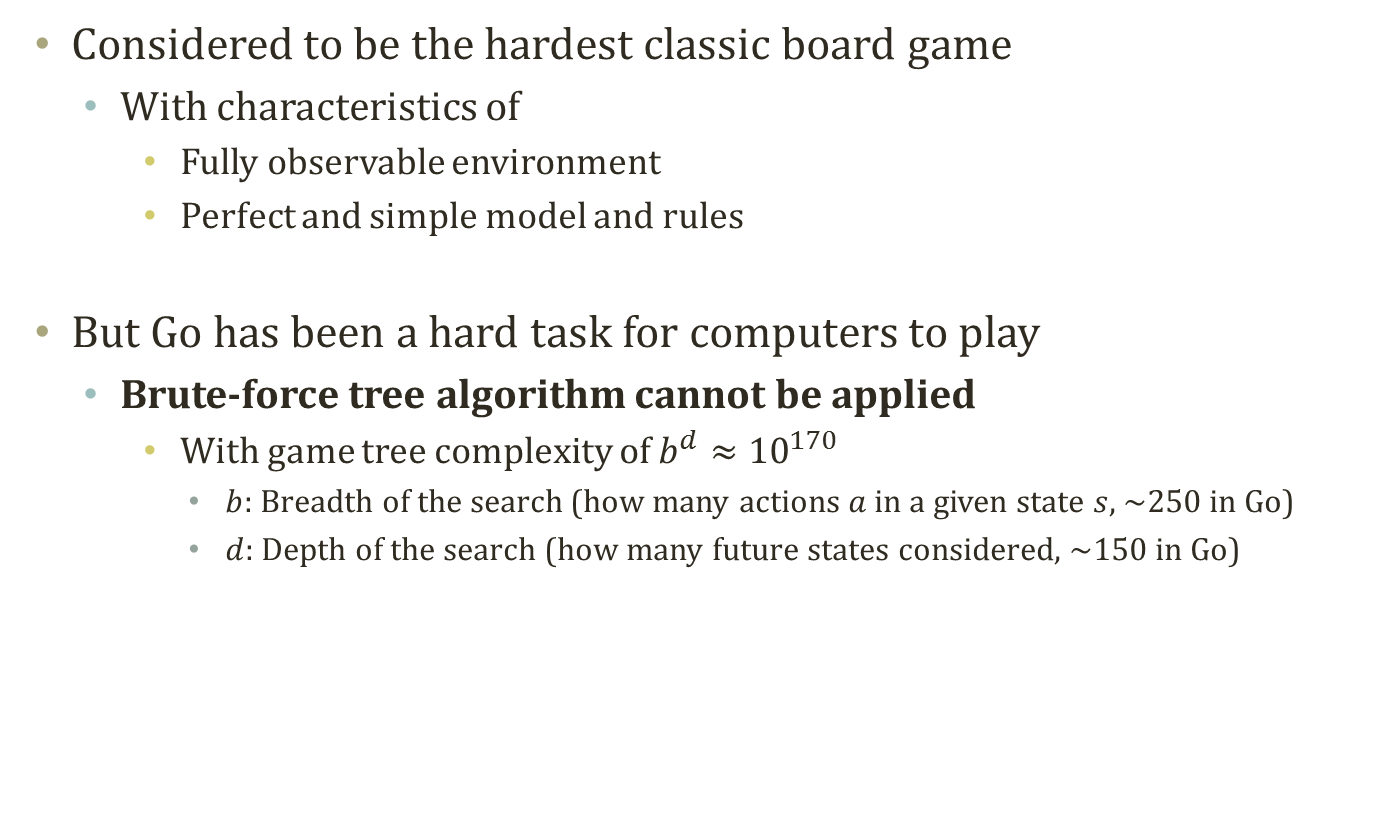 • Considered to be the hardest classic board game
• With characteristics of
• Fully observable environment
• Perfect and simple model and rules
• But Go has been a hard task for computers to play
• Brute-force tree algorithm cannot be applied
• With game tree complexity of b^d ≈ 10^170
• b: Breadth of the search (how many actions a in a given state s, ~250 in Go)
• d: Depth of the search (how many future states considered, ~150 in Go)